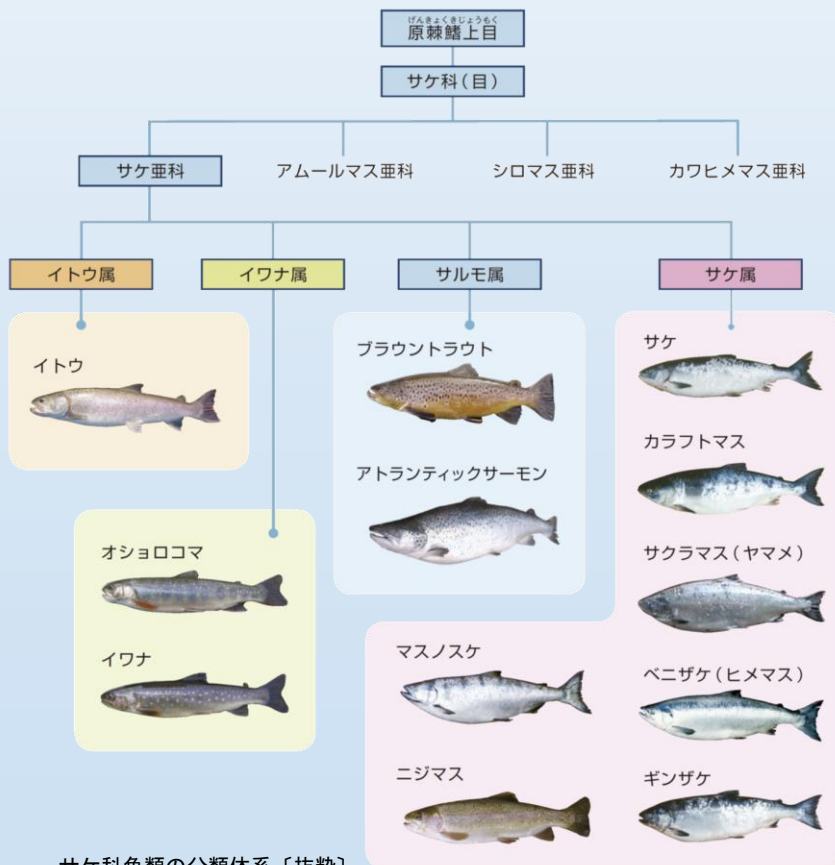 げんきょくきじょうもく
原棘鰭上目
サケ科(目)
サケ亜科
アムールマス亜科
シロマス亜科
カワヒメマス亜科
イトウ属
イワナ属
サルモ属
サケ属
イトウ
オショロコマ
イワナ
ブラウントラウト
アトランティックサーモン
サケ
カラフトマス
サクラマス(ヤマメ)
ベニザケ(ヒメマス)
ギンザケ
マスノスケ
ニジマス
サケ科魚類の分類体系〔抜粋〕